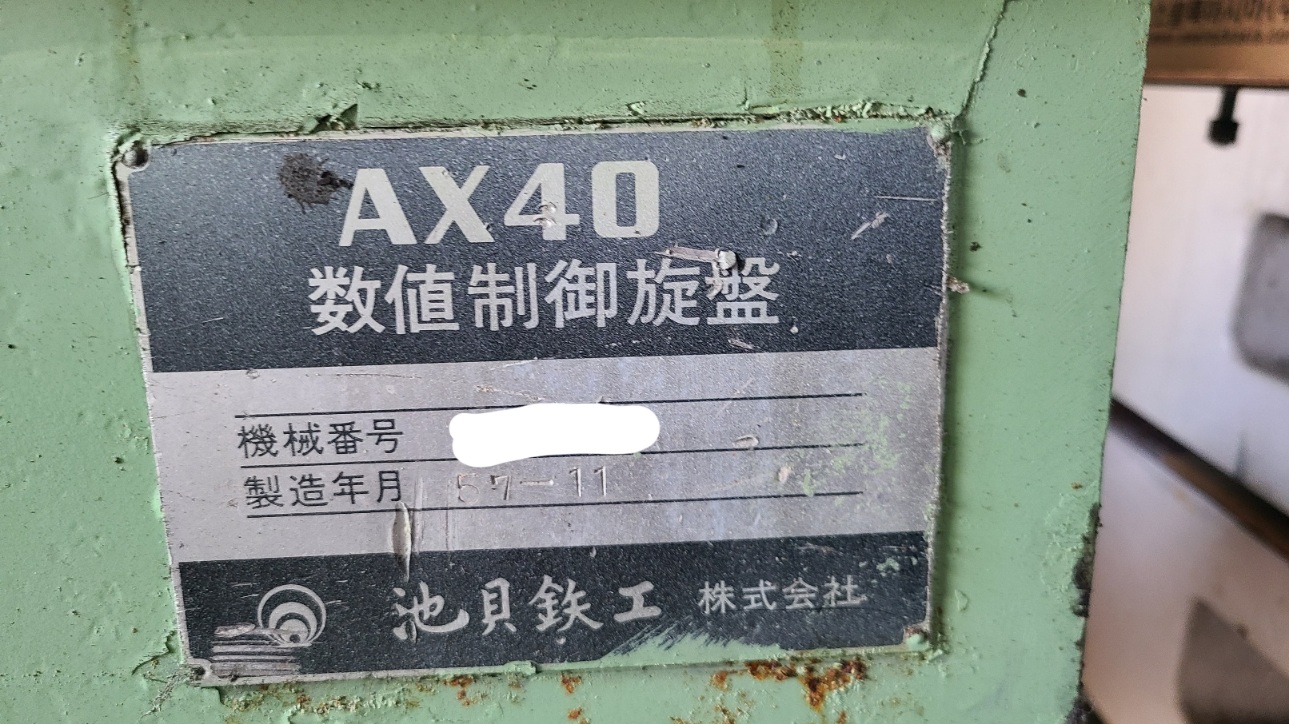 AX40
数値制御旋盤
機械番号
製造年月 57-11
池貝鉄工 株式会社